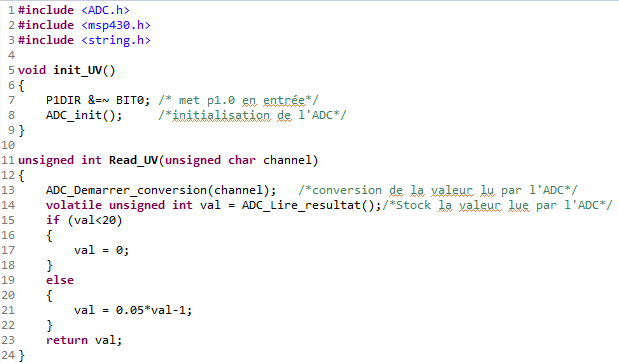 1 #include <ADC.h>
2 #include <msp430.h>
3 #include <string.h>
4
5 void init_UV()
6 {
7     P1DIR &=~ BIT0; /* met p1.0 en entrée*/
8     ADC_init();     /*initialisation de l'ADC*/
9 }
10
11 unsigned int Read_UV(unsigned char channel)
12 {
13     ADC_Demarrer_conversion(channel);   /*conversion de la valeur lu par l'ADC*/
14     volatile unsigned int val = ADC_Lire_resultat();/*Stock la valeur lue par l'ADC*/
15     if (val<20)
16     {
17         val = 0;
18     }
19     else
20     {
21         val = 0.05*val-1;
22     }
23     return val;
24 }